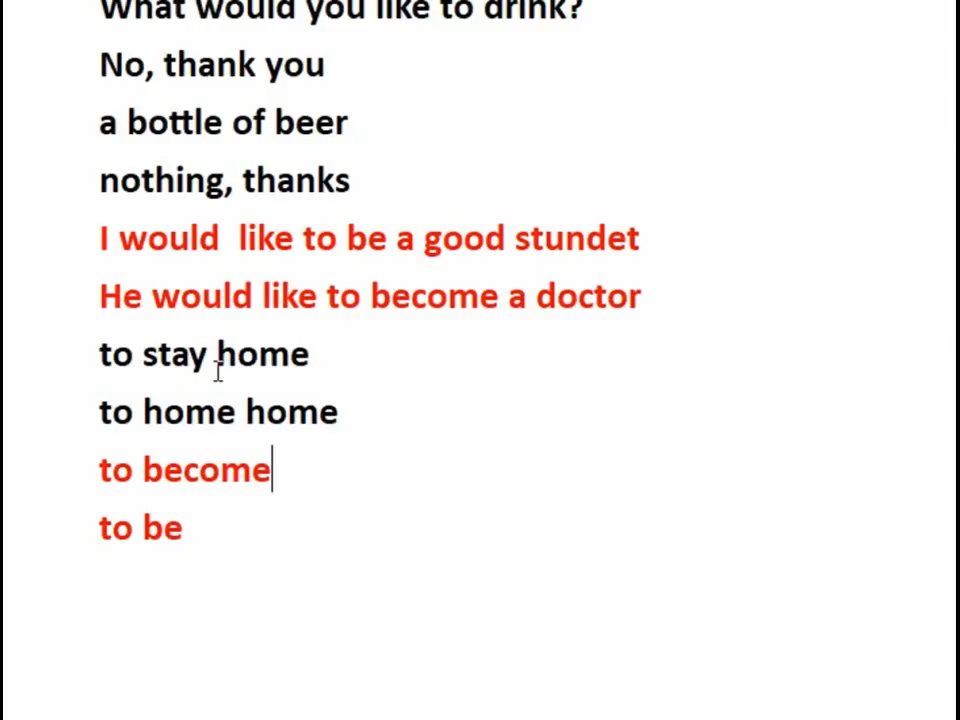 What would you like to drink?
No, thank you
a bottle of beer
nothing, thanks
I would  like to be a good stundet
He would like to become a doctor
to stay home
to home home
to become
to be